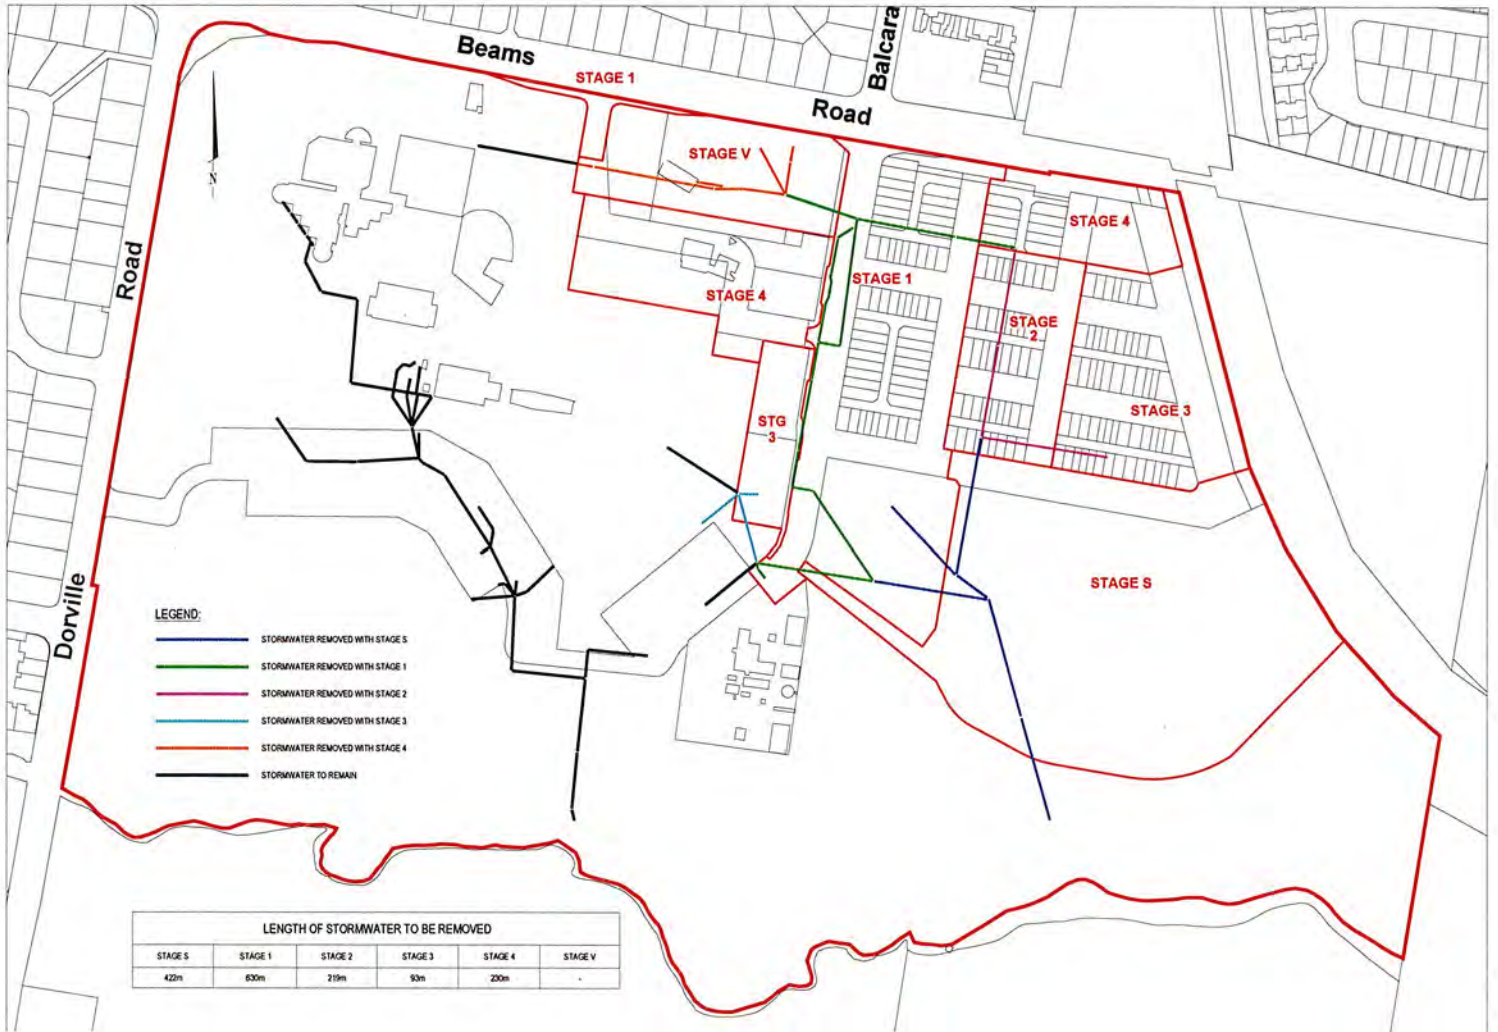 Beams
Road
Balcara
STAGE 1
STAGE V
STAGE 4
STAGE 1
STAGE 4
STAGE
2
STAGE 3
STG
3
STAGE S
N
Road
Dorville
LEGEND:
STORMWATER REMOVED WITH STAGE S
STORMWATER REMOVED WITH STAGE 1
STORMWATER REMOVED WITH STAGE 2
STORMWATER REMOVED WITH STAGE 3
STORMWATER REMOVED WITH STAGE 4
STORMWATER TO REMAIN
LENGTH OF STORMWATER TO BE REMOVED
STAGE S STAGE 1 STAGE 2 STAGE 3 STAGE 4 STAGE V
422m 630m 219m 93m 230m -